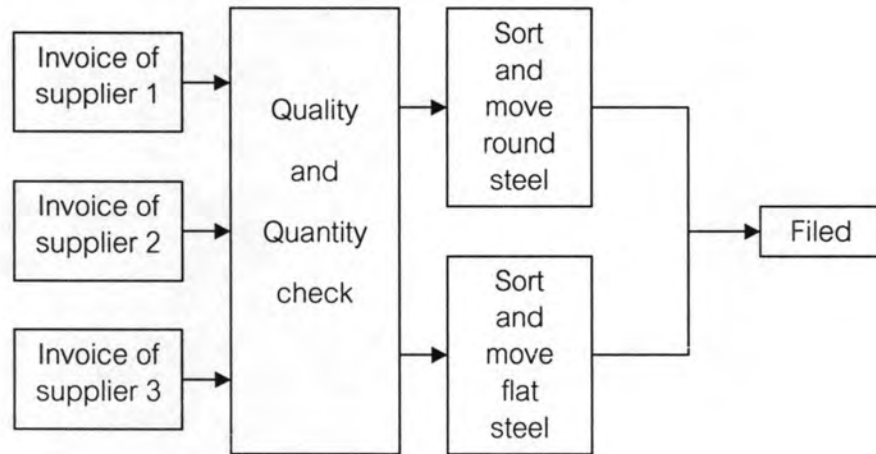 Invoice of
supplier 1
Invoice of
supplier 2
Invoice of
supplier 3
Quality
and
Quantity
check
Sort
and
move
round
steel
Sort
and
move
flat
steel
Filed